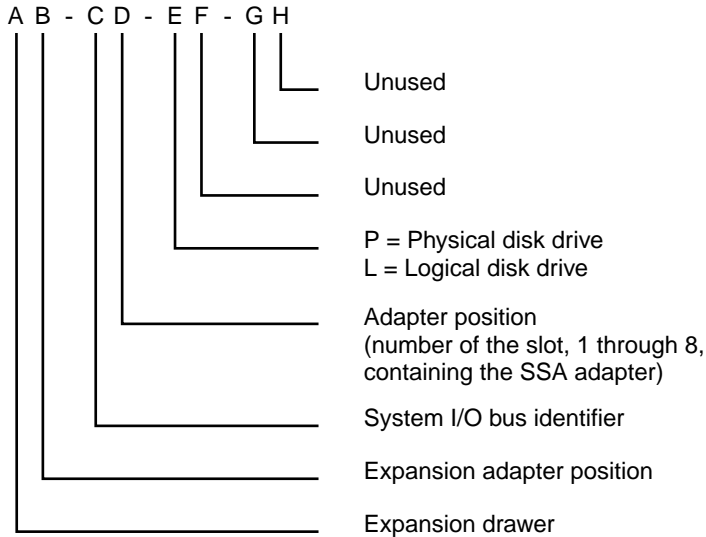 A B - C D - E F - G H
Unused
Unused
Unused
P = Physical disk drive
L = Logical disk drive
Adapter position
(number of the slot, 1 through 8,
containing the SSA adapter)
System I/O bus identifier
Expansion adapter position
Expansion drawer